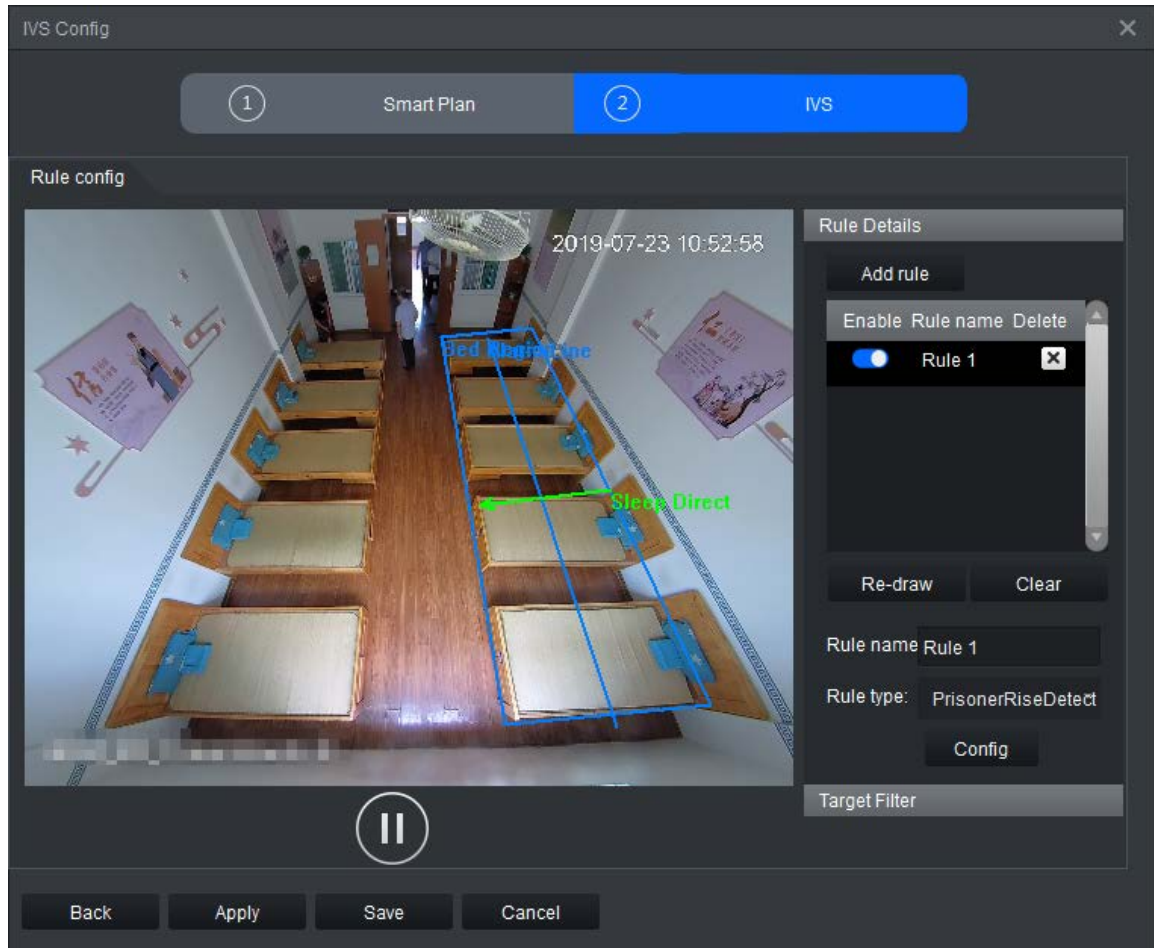 IVS Config
1 Smart Plan 2 IVS
Rule config
Rule Details
2019-07-23 10:52:58
Add rule
Enable Rule name Delete
Rule 1
Bed
Sleep Direct
Re-draw Clear
Rule name Rule 1
Rule type: PrisonerRiseDetect
Config
Target Filter
Back Apply Save Cancel